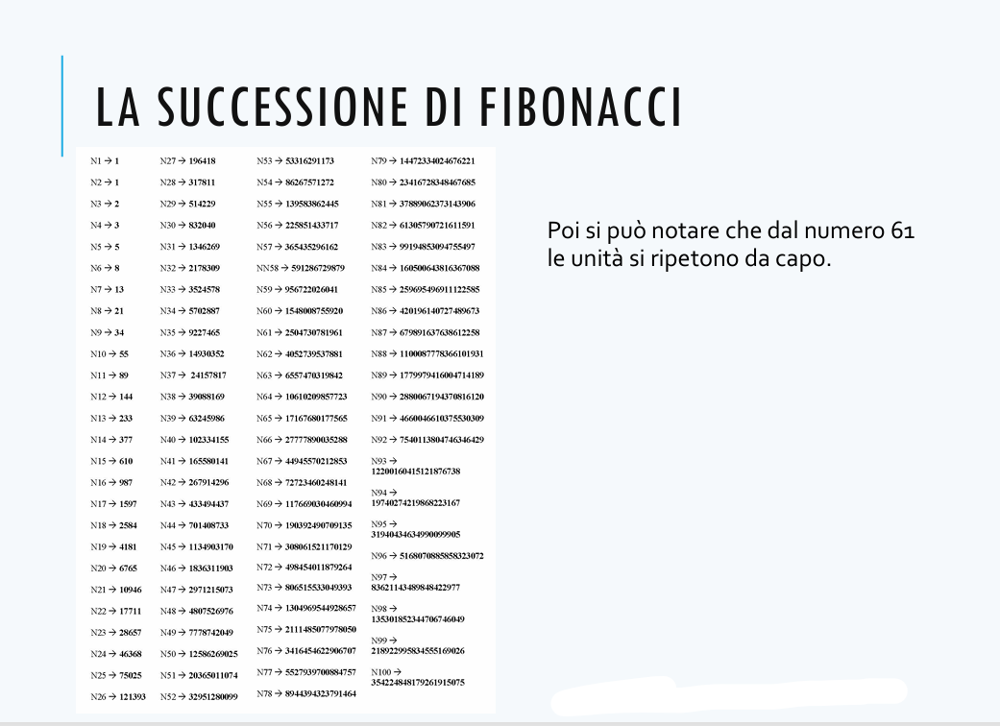 LA SUCCESSIONE DI FIBONACCI
N1 → 1
N2 → 1
N3 → 2
N4 → 3
N5 → 5
N6 → 8
N7 → 13
N8 → 21
N9 → 34
N10 → 55
N11 → 89
N12 → 144
N13 → 233
N14 → 377
N15 → 610
N16 → 987
N17 → 1597
N18 → 2584
N19 → 4181
N20 → 6765
N21 → 10946
N22 → 17711
N23 → 28657
N24 → 46368
N25 → 75025
N26 → 121393
N27 → 196418
N28 → 317811
N29 → 514229
N30 → 832040
N31 → 1346269
N32 → 2178309
N33 → 3524578
N34 → 5702887
N35 → 9227465
N36 → 14930352
N37 → 24157817
N38 → 39088169
N39 → 63245986
N40 → 102334155
N41 → 165580141
N42 → 267914296
N43 → 433494437
N44 → 701408733
N45 → 1134903170
N46 → 1836311903
N47 → 2971215073
N48 → 4807526976
N49 → 7778742049
N50 → 12586269025
N51 → 20365011074
N52 → 32951280099
N53 → 53316291173
N54 → 86267571272
N55 → 139583862445
N56 → 225851433717
N57 → 365435296162
NN58 → 591286729879
N59 → 956722026041
N60 → 1548008755920
N61 → 2504730781961
N62 → 4052739537881
N63 → 6557470319842
N64 → 10610209857723
N65 → 17167680177565
N66 → 27777890035288
N67 → 44945570212853
N68 → 72723460248141
N69 → 117669030460994
N70 → 190392490709135
N71 → 308061521170129
N72 → 498454011879264
N73 → 806515533049393
N74 → 1304969544928657
N75 → 2111485077978050
N76 → 3416454622906707
N77 → 5527939700884757
N78 → 8944394323791464
N79 → 14472334024676221
N80 → 23416728348467685
N81 → 37889062373143906
N82 → 61305790721611591
N83 → 99194853094755497
N84 → 160500643816367088
N85 → 259695496911122585
N86 → 420196140727489673
N87 → 679891637638612258
N88 → 1100087778366101931
N89 → 1779979416004714189
N90 → 2880067194370816120
N91 → 4660046610375530309
N92 → 7540113804746346429
N93 →
12200160415121876738
N94 →
19740274219868223167
N95 →
31940434634990099905
N96 → 51680708858583​23072
N97 →
83621143489848422977
N98 →
135301852344706746049
N99 →
218922995834555169026
N100 →
354224848179261915075
Poi si può notare che dal numero 61
le unità si ripetono da capo.